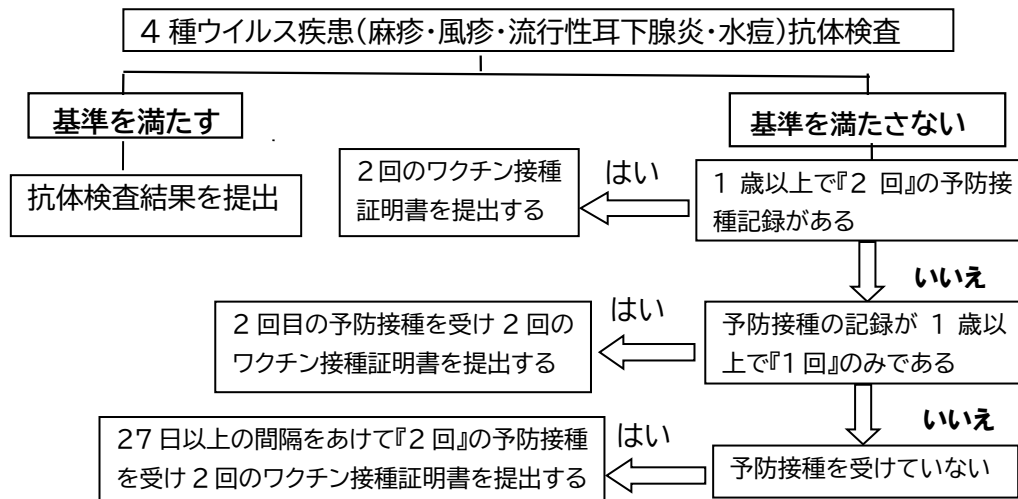 4種ウイルス疾患(麻疹・風疹・流行性耳下腺炎・水痘)抗体検査
基準を満たす
基準を満たさない
抗体検査結果を提出
2回のワクチン接種
証明書を提出する
はい
1 歳以上で『2 回』の予防接
種記録がある
いいえ
2回目の予防接種を受け2回の
ワクチン接種証明書を提出する
はい
予防接種の記録が 1 歳以
上で『1回』のみである
いいえ
27日以上の間隔をあけて『2回』の予防接種
を受け2回のワクチン接種証明書を提出する
はい
予防接種を受けていない